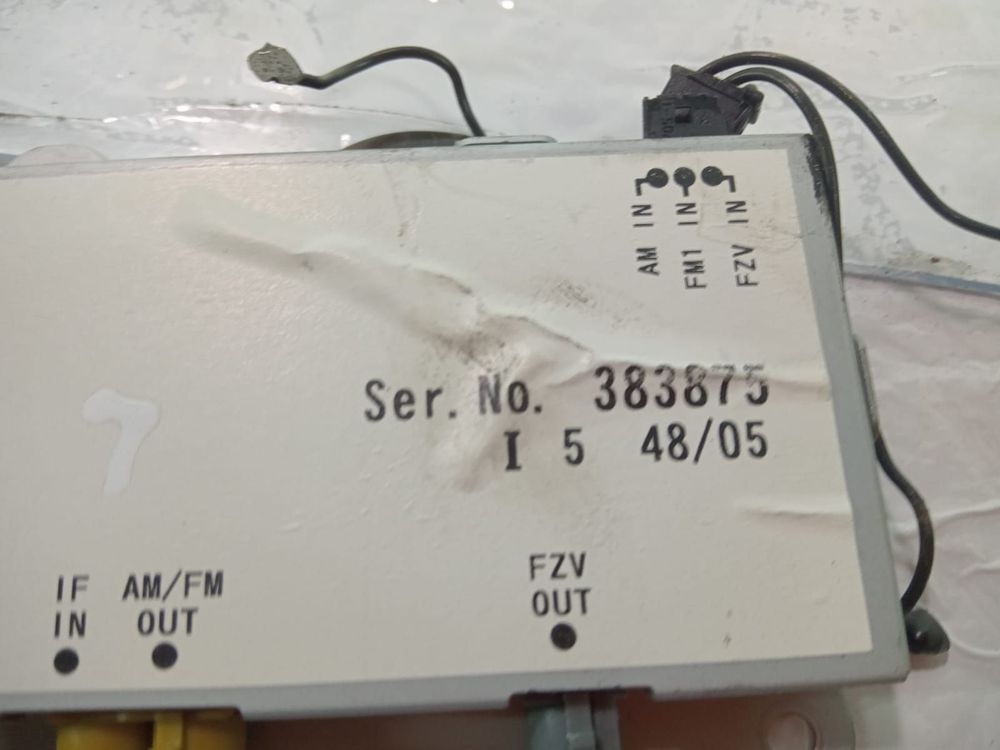 AM IN
FM1 IN
FZV IN
Ser. No. 383875
I 5 48/05
IF IN
AM/FM OUT
FZV OUT
7